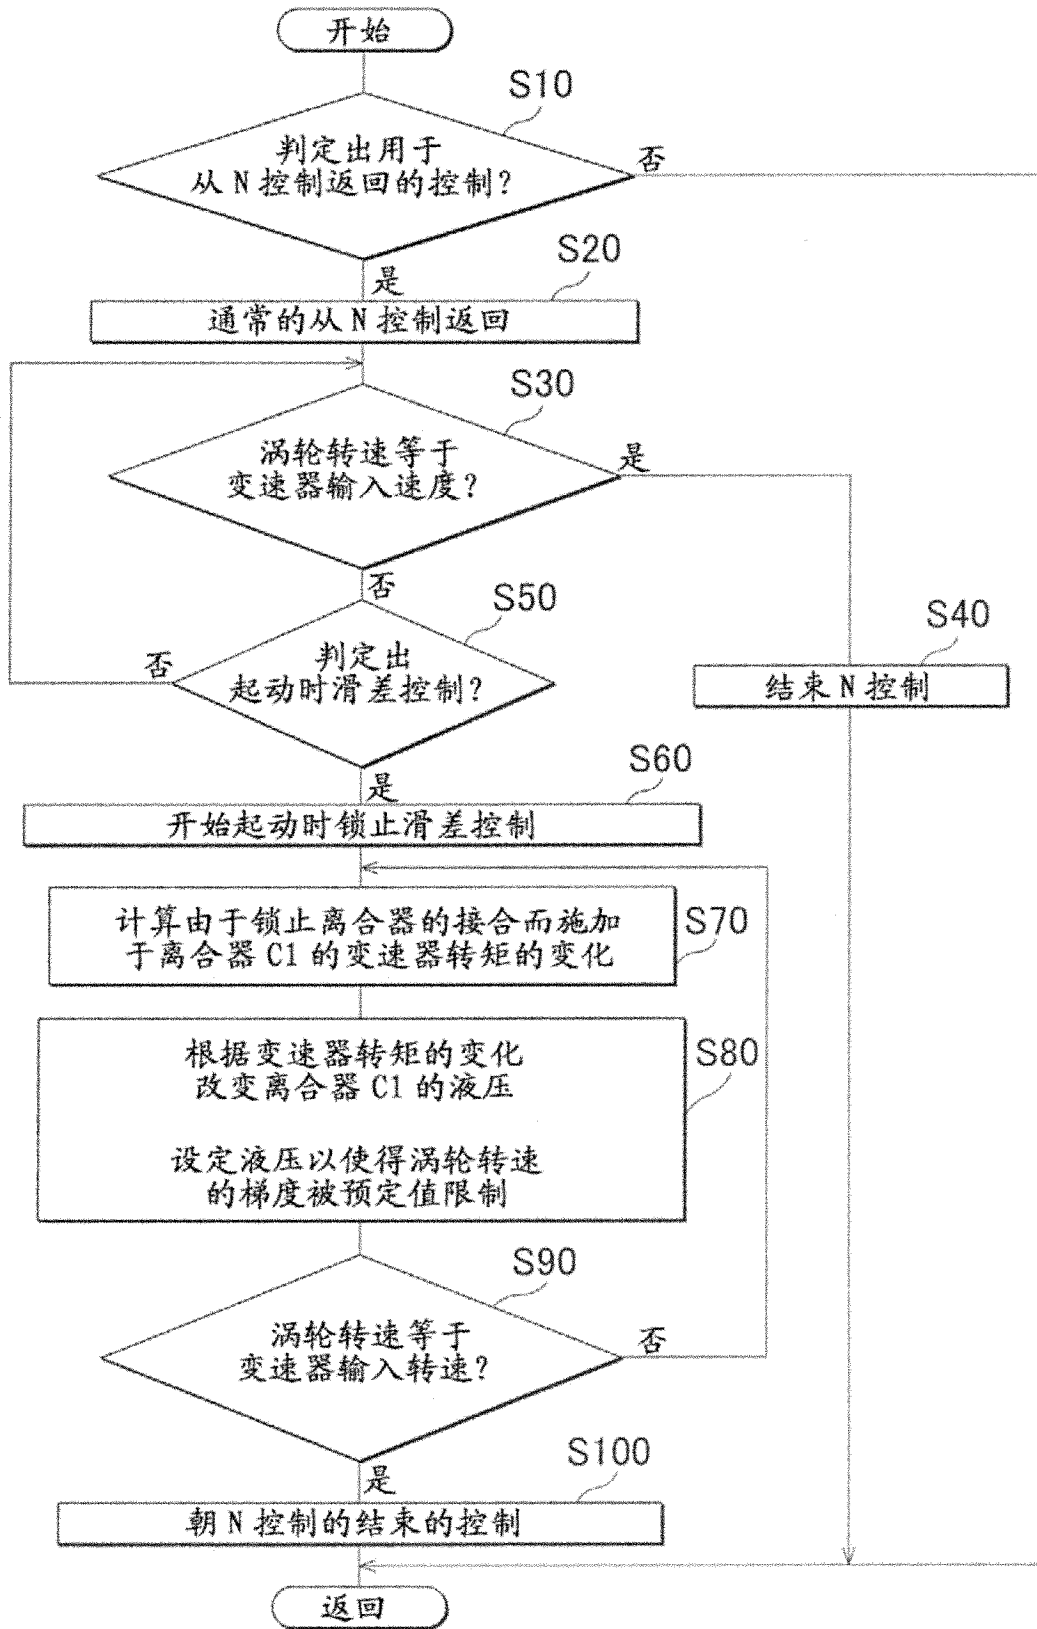 开始
S10
判定出用于
从 N 控制返回的控制？
否
是
S20
通常的从 N 控制返回
S30
涡轮转速等于
变速器输入速度？
是
否
S50
判定出
起动时滑差控制？
否
S40
结束 N 控制
是
S60
开始起动时锁止滑差控制
计算由于锁止离合器的接合而施加
于离合器 C1 的变速器转矩的变化
S70
根据变速器转矩的变化
改变离合器 C1 的液压
S80
设定液压以使得涡轮转速
的梯度被预定值限制
S90
涡轮转速等于
变速器输入转速？
否
是
S100
朝 N 控制的结束的控制
返回